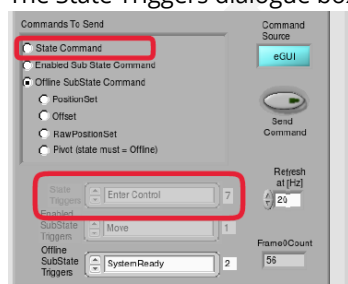 The State Triggers dialogue box
Commands To Send
State Command
Enabled Sub State Command
Offline SubState Command
PositionSet
Offset
RawPositionSet
Pivot (state must = Offline)
Command
Source
eGUI
Send
Command
State
Triggers
Enter Control
7
Refresh
at [Hz]
20
Enabled
SubState
Triggers
Move
1
Offline
SubState
Triggers
SystemReady
2
Frame0Count
56